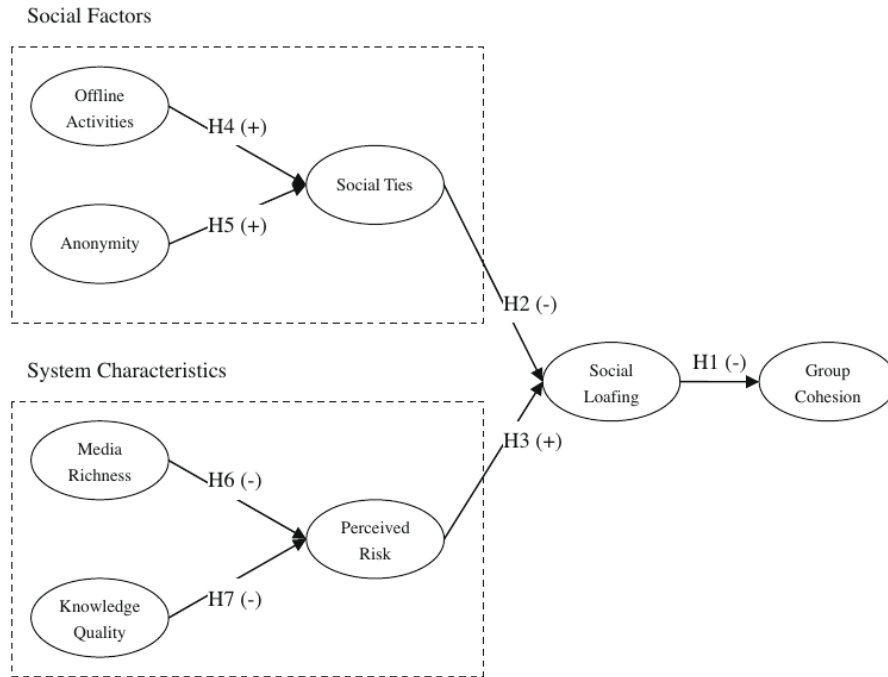 Social Factors
Offline
Activities
H4 (+)
Social Ties
H5 (+)
Anonymity
H2 (-)
System Characteristics
Social
Loafing
H1 (-)
Group
Cohesion
H3 (+)
Media
Richness
H6 (-)
Perceived
Risk
H7 (-)
Knowledge
Quality